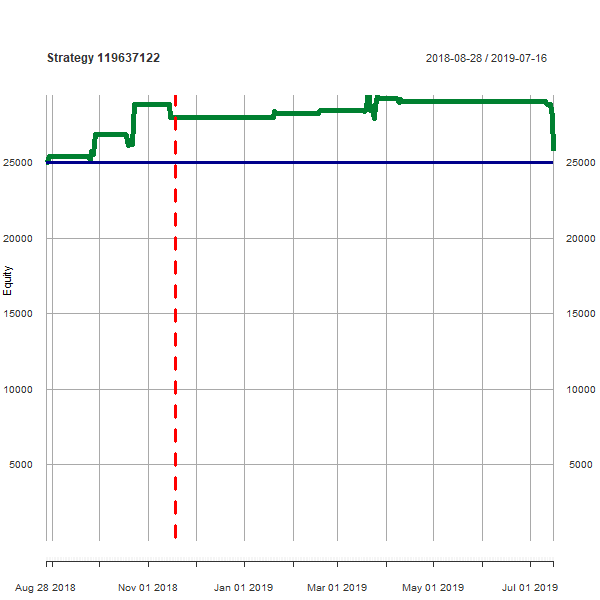 Strategy 119637122
2018-08-28 / 2019-07-16
25000
25000
20000
20000
Equity
15000
15000
10000
10000
5000
5000
Aug 28 2018
Nov 01 2018
Jan 01 2019
Mar 01 2019
May 01 2019
Jul 01 2019